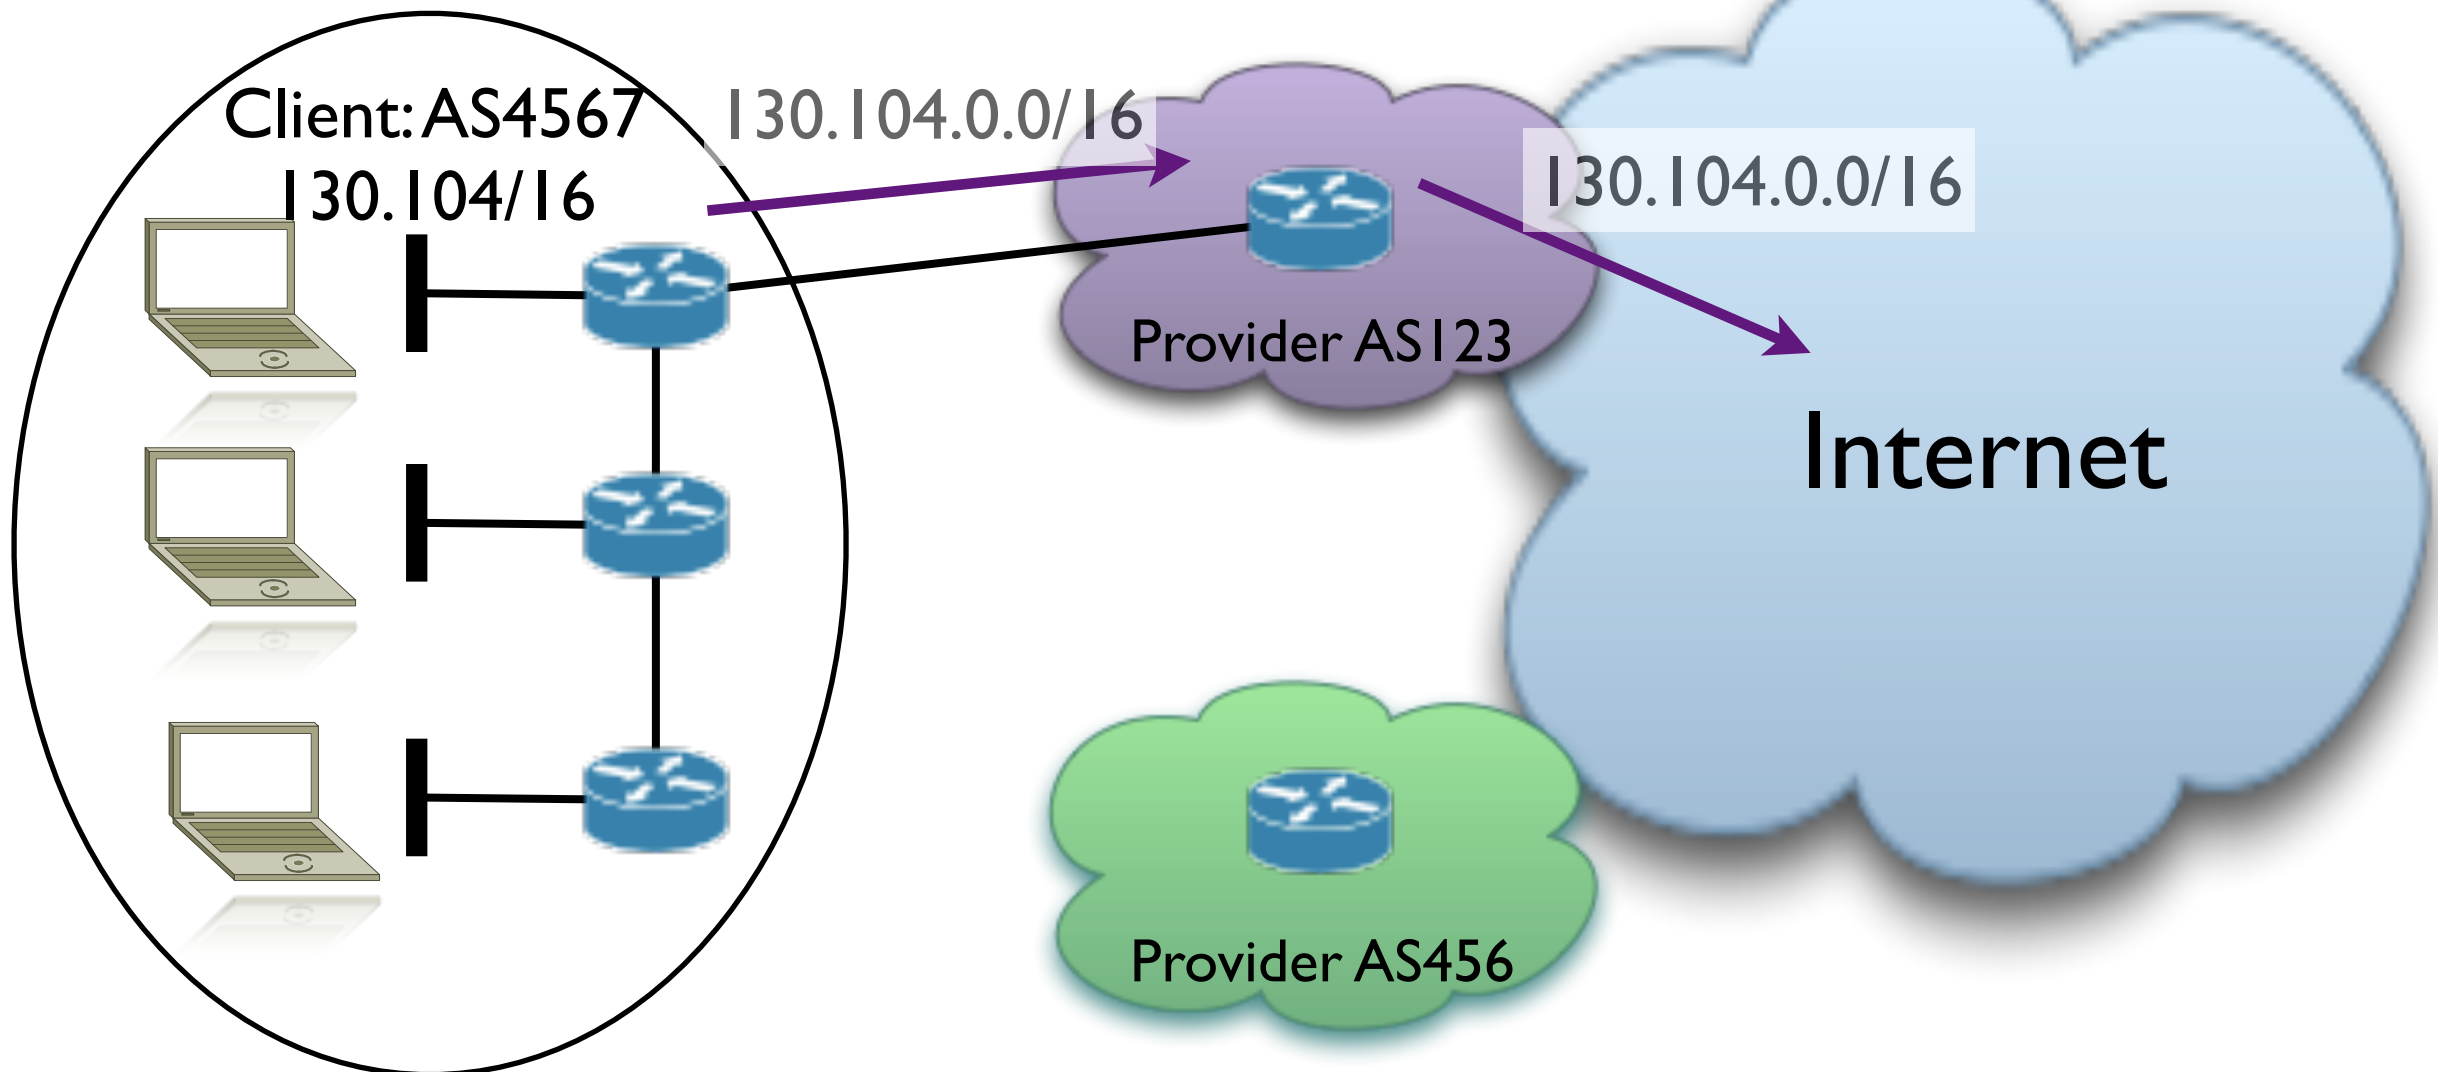 Client: AS4567
130.104/16
130.104.0.0/16
130.104.0.0/16
Provider AS123
Internet
Provider AS456